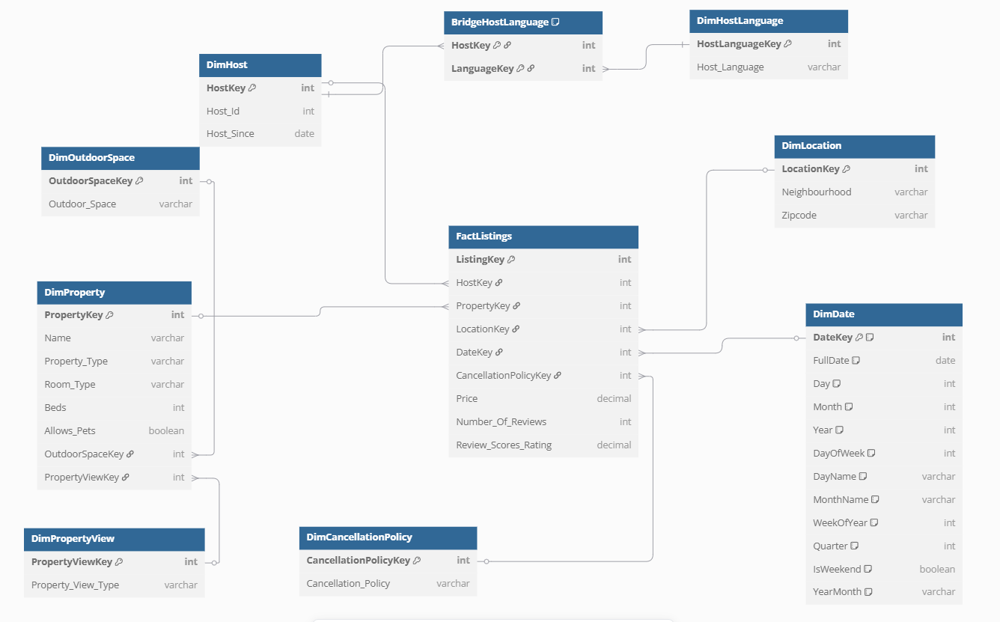 BridgeHostLanguage
HostKey int
LanguageKey int
DimHostLanguage
HostLanguageKey int
Host_Language varchar
DimHost
HostKey int
Host_Id int
Host_Since date
DimOutdoorSpace
OutdoorSpaceKey int
Outdoor_Space varchar
DimLocation
LocationKey int
Neighbourhood varchar
Zipcode varchar
FactListings
ListingKey int
HostKey int
PropertyKey int
LocationKey int
DateKey int
CancellationPolicyKey int
Price decimal
Number_Of_Reviews int
Review_Scores_Rating decimal
DimProperty
PropertyKey int
Name varchar
Property_Type varchar
Room_Type varchar
Beds int
Allows_Pets boolean
OutdoorSpaceKey int
PropertyViewKey int
DimDate
DateKey int
FullDate date
Day int
Month int
Year int
DayOfWeek int
DayName varchar
MonthName varchar
WeekOfYear int
Quarter int
IsWeekend boolean
YearMonth varchar
DimPropertyView
PropertyViewKey int
Property_View_Type varchar
DimCancellationPolicy
CancellationPolicyKey int
Cancellation_Policy varchar